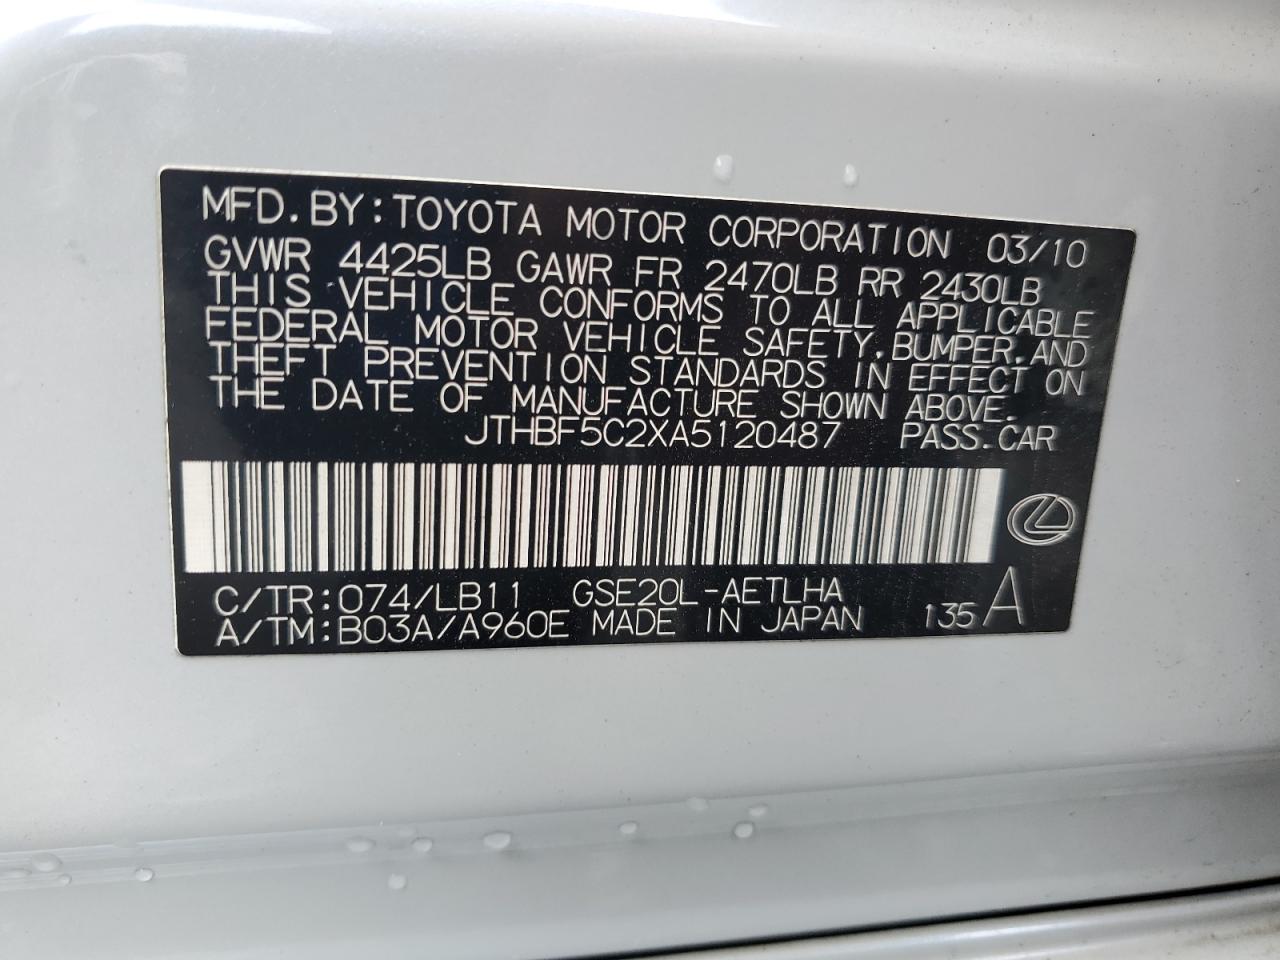 MFD.BY:TOYOTA MOTOR CORPORATION 03/10
GVWR 4425LB GAWR FR 2470LB RR 2430LB
THIS VEHICLE CONFORMS TO ALL APPLICABLE
FEDERAL MOTOR VEHICLE SAFETY,BUMPER,AND
THEFT PREVENTION STANDARDS IN EFFECT ON
THE DATE OF MANUFACTURE SHOWN ABOVE.
JTHBF5C2XA5120487 PASS.CAR
C/TR:074/LB11 GSE20L-AETLHA
A/TM:B03A/A960E MADE IN JAPAN 135 A